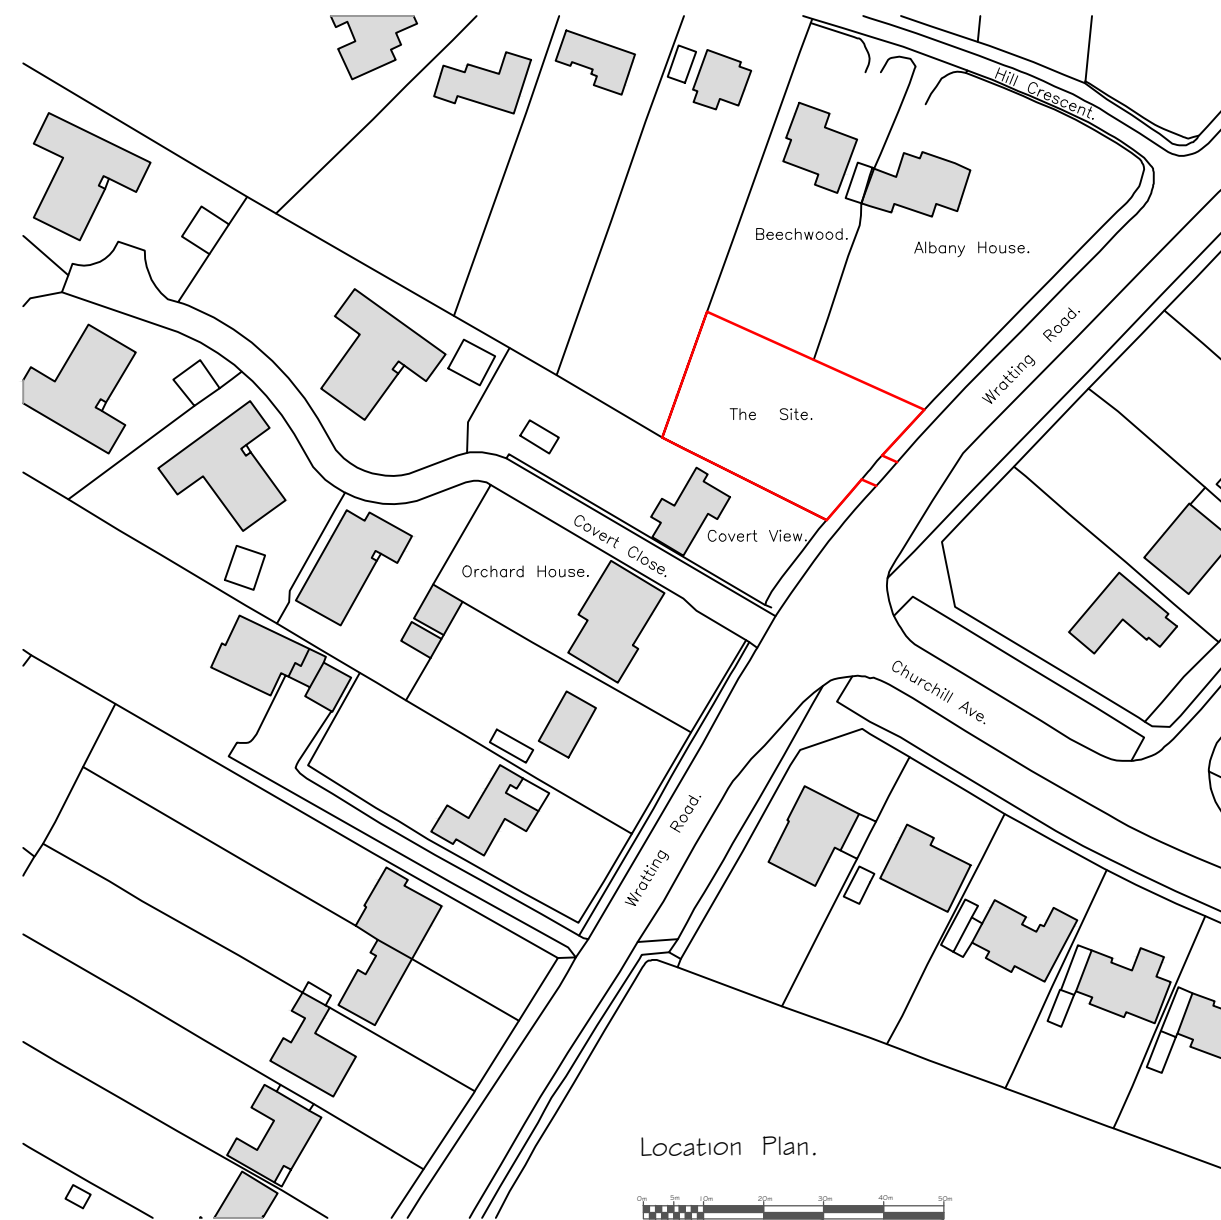 Hill Crescent.
Beechwood.
Albany House.
Wratting Road.
The Site.
Covert View.
Covert Close.
Orchard House.
Churchill Ave.
Wratting Road.
Location Plan.
0m 5m 10m 20m 30m 40m 50m